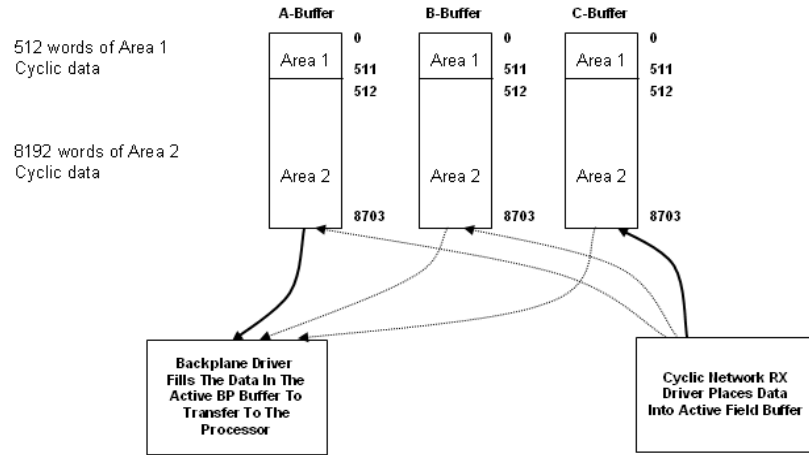 A-Buffer
B-Buffer
C-Buffer
512 words of Area 1
Cyclic data
0
0
0
Area 1
Area 1
Area 1
511
511
511
512
512
512
8192 words of Area 2
Cyclic data
Area 2
Area 2
Area 2
8703
8703
8703
Backplane Driver
Fills The Data In The
Active BP Buffer To
Transfer To The
Processor
Cyclic Network RX
Driver Places Data
Into Active Field Buffer